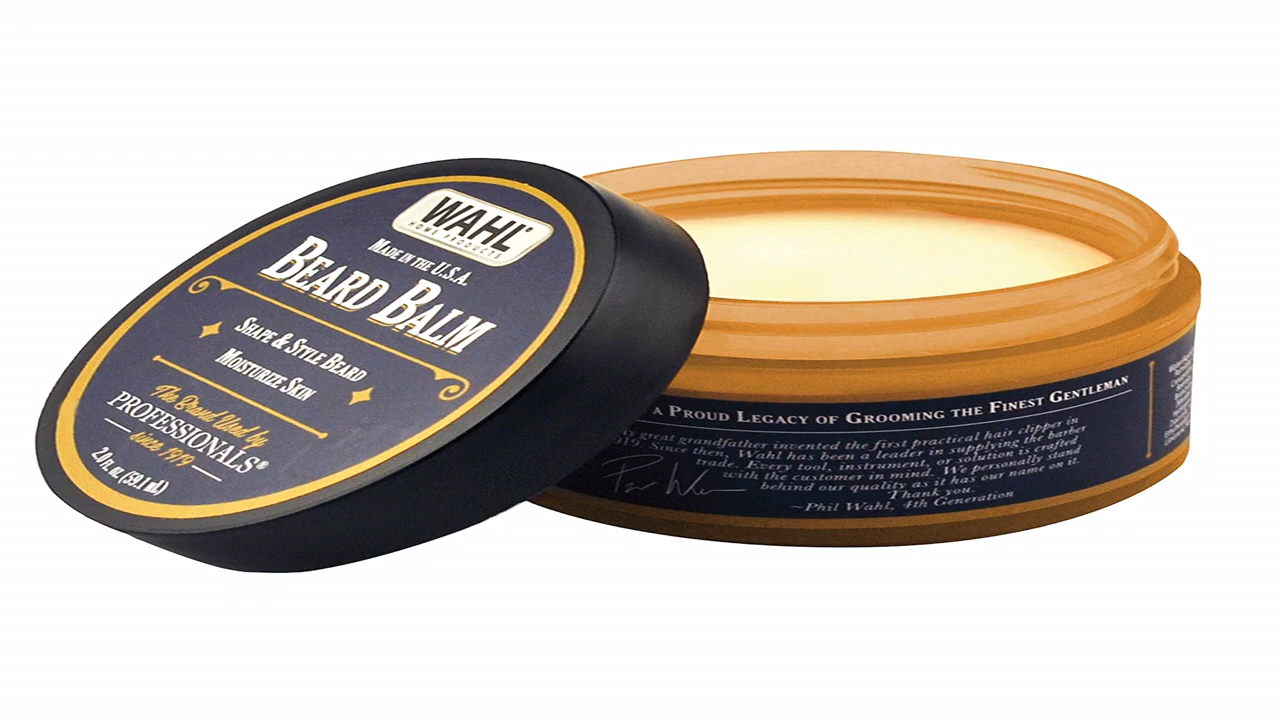 WAHL®
HOME PRODUCTS
MADE IN THE U.S.A.
BEARD BALM
SHAPE & STYLE BEARD
MOISTURIZE SKIN
The Brand Used by
PROFESSIONALS®
since 1919
2.0 fl. oz. (59.1 mL)
A PROUD LEGACY OF GROOMING THE FINEST GENTLEMAN
great grandfather invented the first practical hair clipper in
Since then, Wahl has been a leader in supplying the barber
trade. Every tool, instrument, or solution is crafted
with the customer in mind. We personally stand
behind our quality as it has our name on it.
Thank you.
~Phil Wahl, 4th Generation